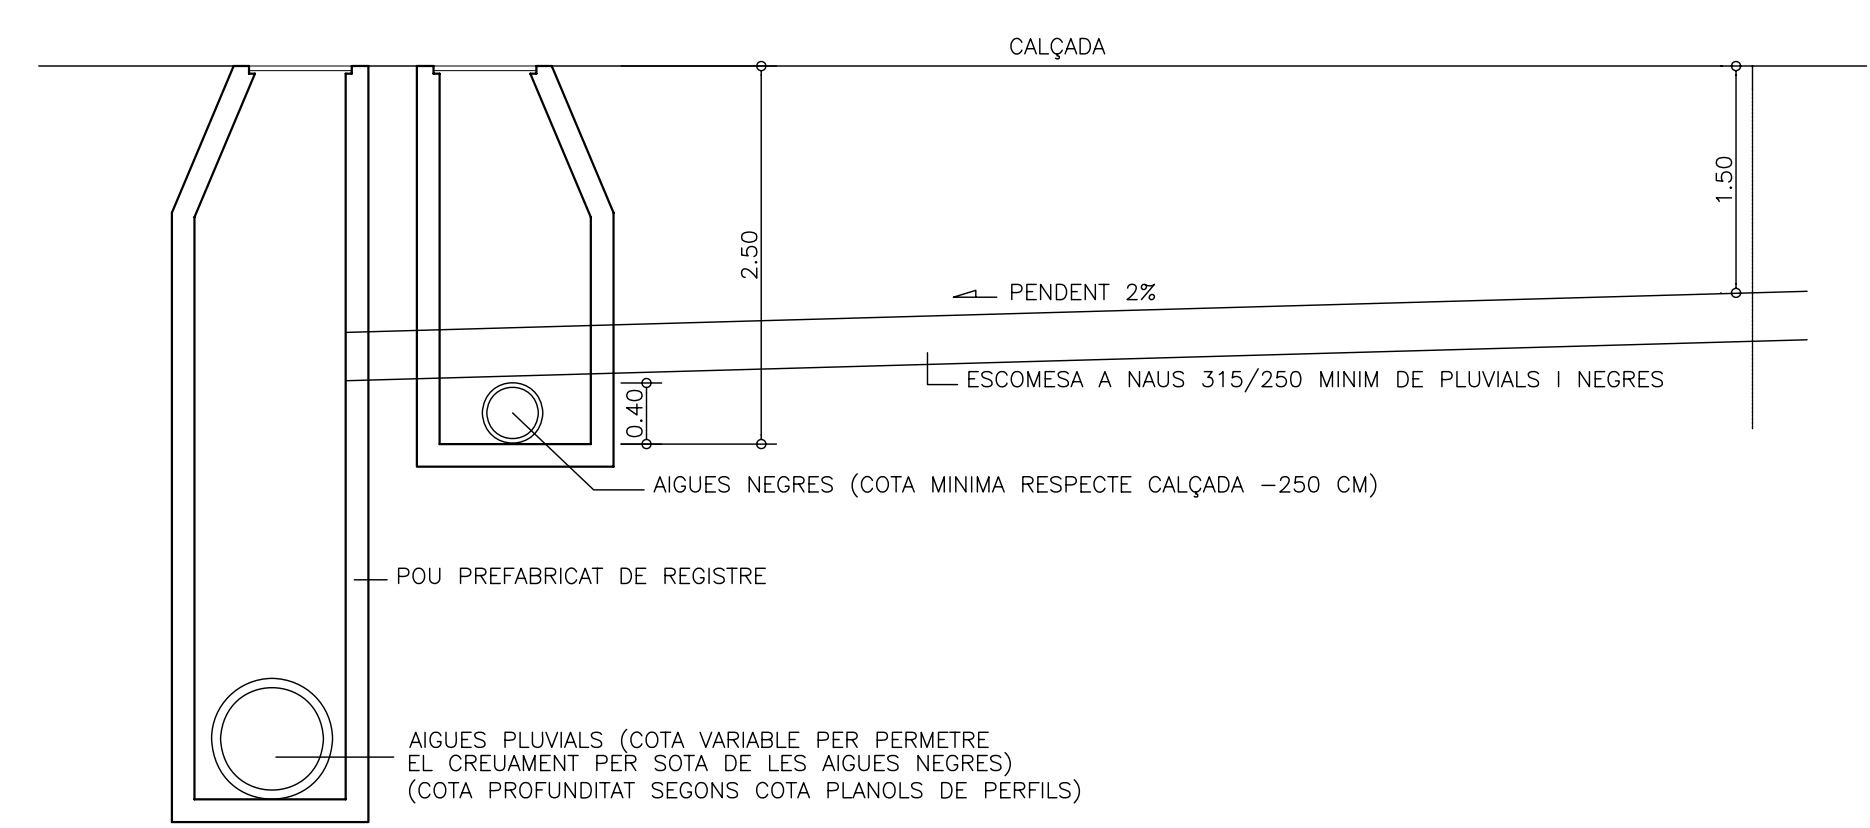 CALÇADA
1.50
2.50
PENDENT 2%
ESCOMESA A NAUS 315/250 MINIM DE PLUVIALS I NEGRES
0.40
AIGUES NEGRES (COTA MINIMA RESPECTE CALÇADA -250 CM)
POU PREFABRICAT DE REGISTRE
AIGUES PLUVIALS (COTA VARIABLE PER PERMETRE
EL CREUAMENT PER SOTA DE LES AIGUES NEGRES)
(COTA PROFUNDITAT SEGONS COTA PLANOLS DE PERFILS)